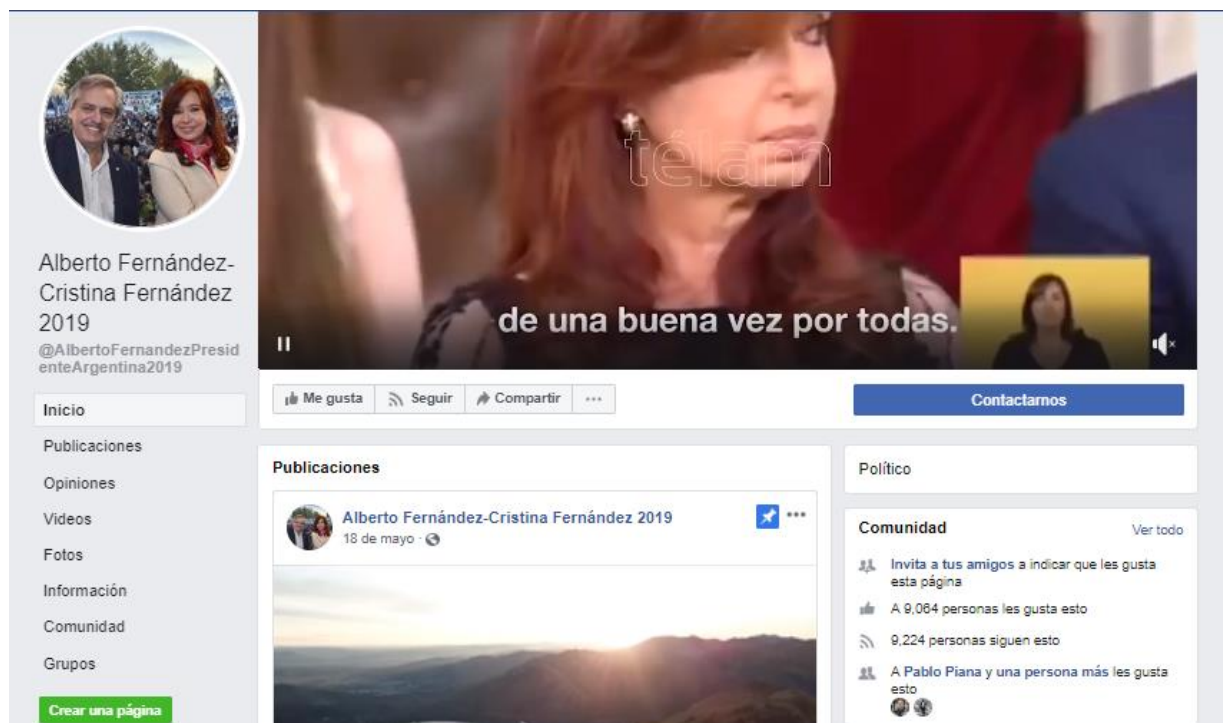 Alberto Fernández-
Cristina Fernández
2019
@AlbertoFernandezPresid
enteArgentina2019
Inicio
Publicaciones
Opiniones
Videos
Fotos
Información
Comunidad
Grupos
Crear una página
télam
de una buena vez por todas.
Me gusta
Seguir
Compartir
Contactarnos
Publicaciones
Alberto Fernández-Cristina Fernández 2019
18 de mayo ·
Político
Comunidad
Ver todo
Invita a tus amigos a indicar que les gusta
esta página
A 9,064 personas les gusta esto
9,224 personas siguen esto
A Pablo Piana y una persona más les gusta
esto